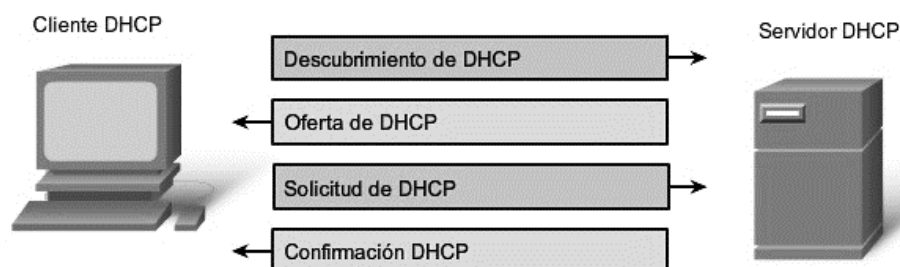 Cliente DHCP
Servidor DHCP
Descubrimiento de DHCP
Oferta de DHCP
Solicitud de DHCP
Confirmación DHCP